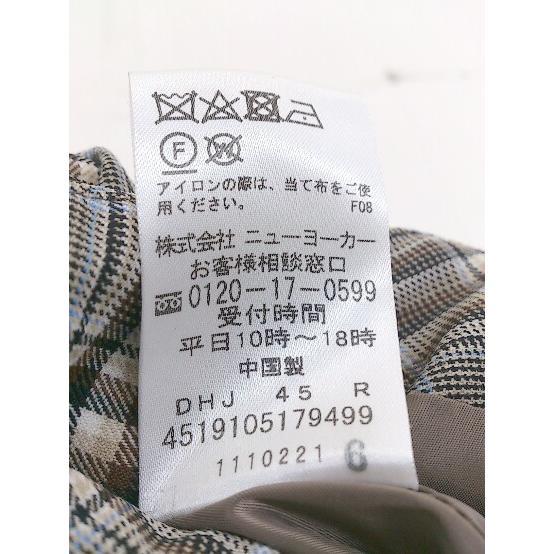 F W
アイロンの際は、当て布をご使
用ください。 F08
株式会社 ニューヨーカー
お客様相談窓口
0120-17-0599
受付時間
平日10時～18時
中国製
DHJ 45 R
4519105179499
1110221 6